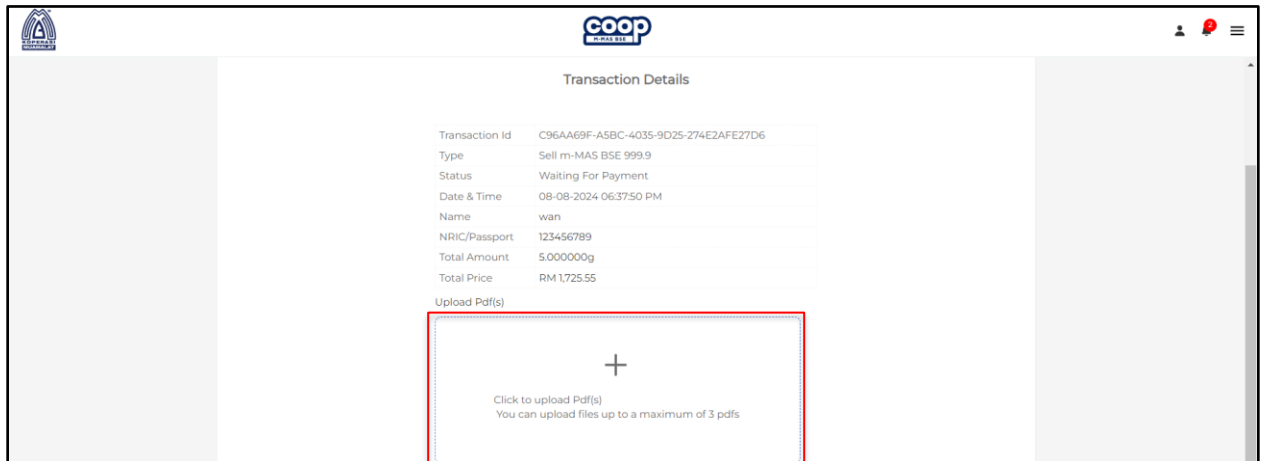 KOPERASI
MUAMALAT
coop
M-MAS BSE
2
Transaction Details
Transaction Id C96AA69F-A5BC-4035-9D25-274E2AFE27D6
Type Sell m-MAS BSE 999.9
Status Waiting For Payment
Date & Time 08-08-2024 06:37:50 PM
Name wan
NRIC/Passport 123456789
Total Amount 5.000000g
Total Price RM 1,725.55
Upload Pdf(s)
Click to upload Pdf(s)
You can upload files up to a maximum of 3 pdfs